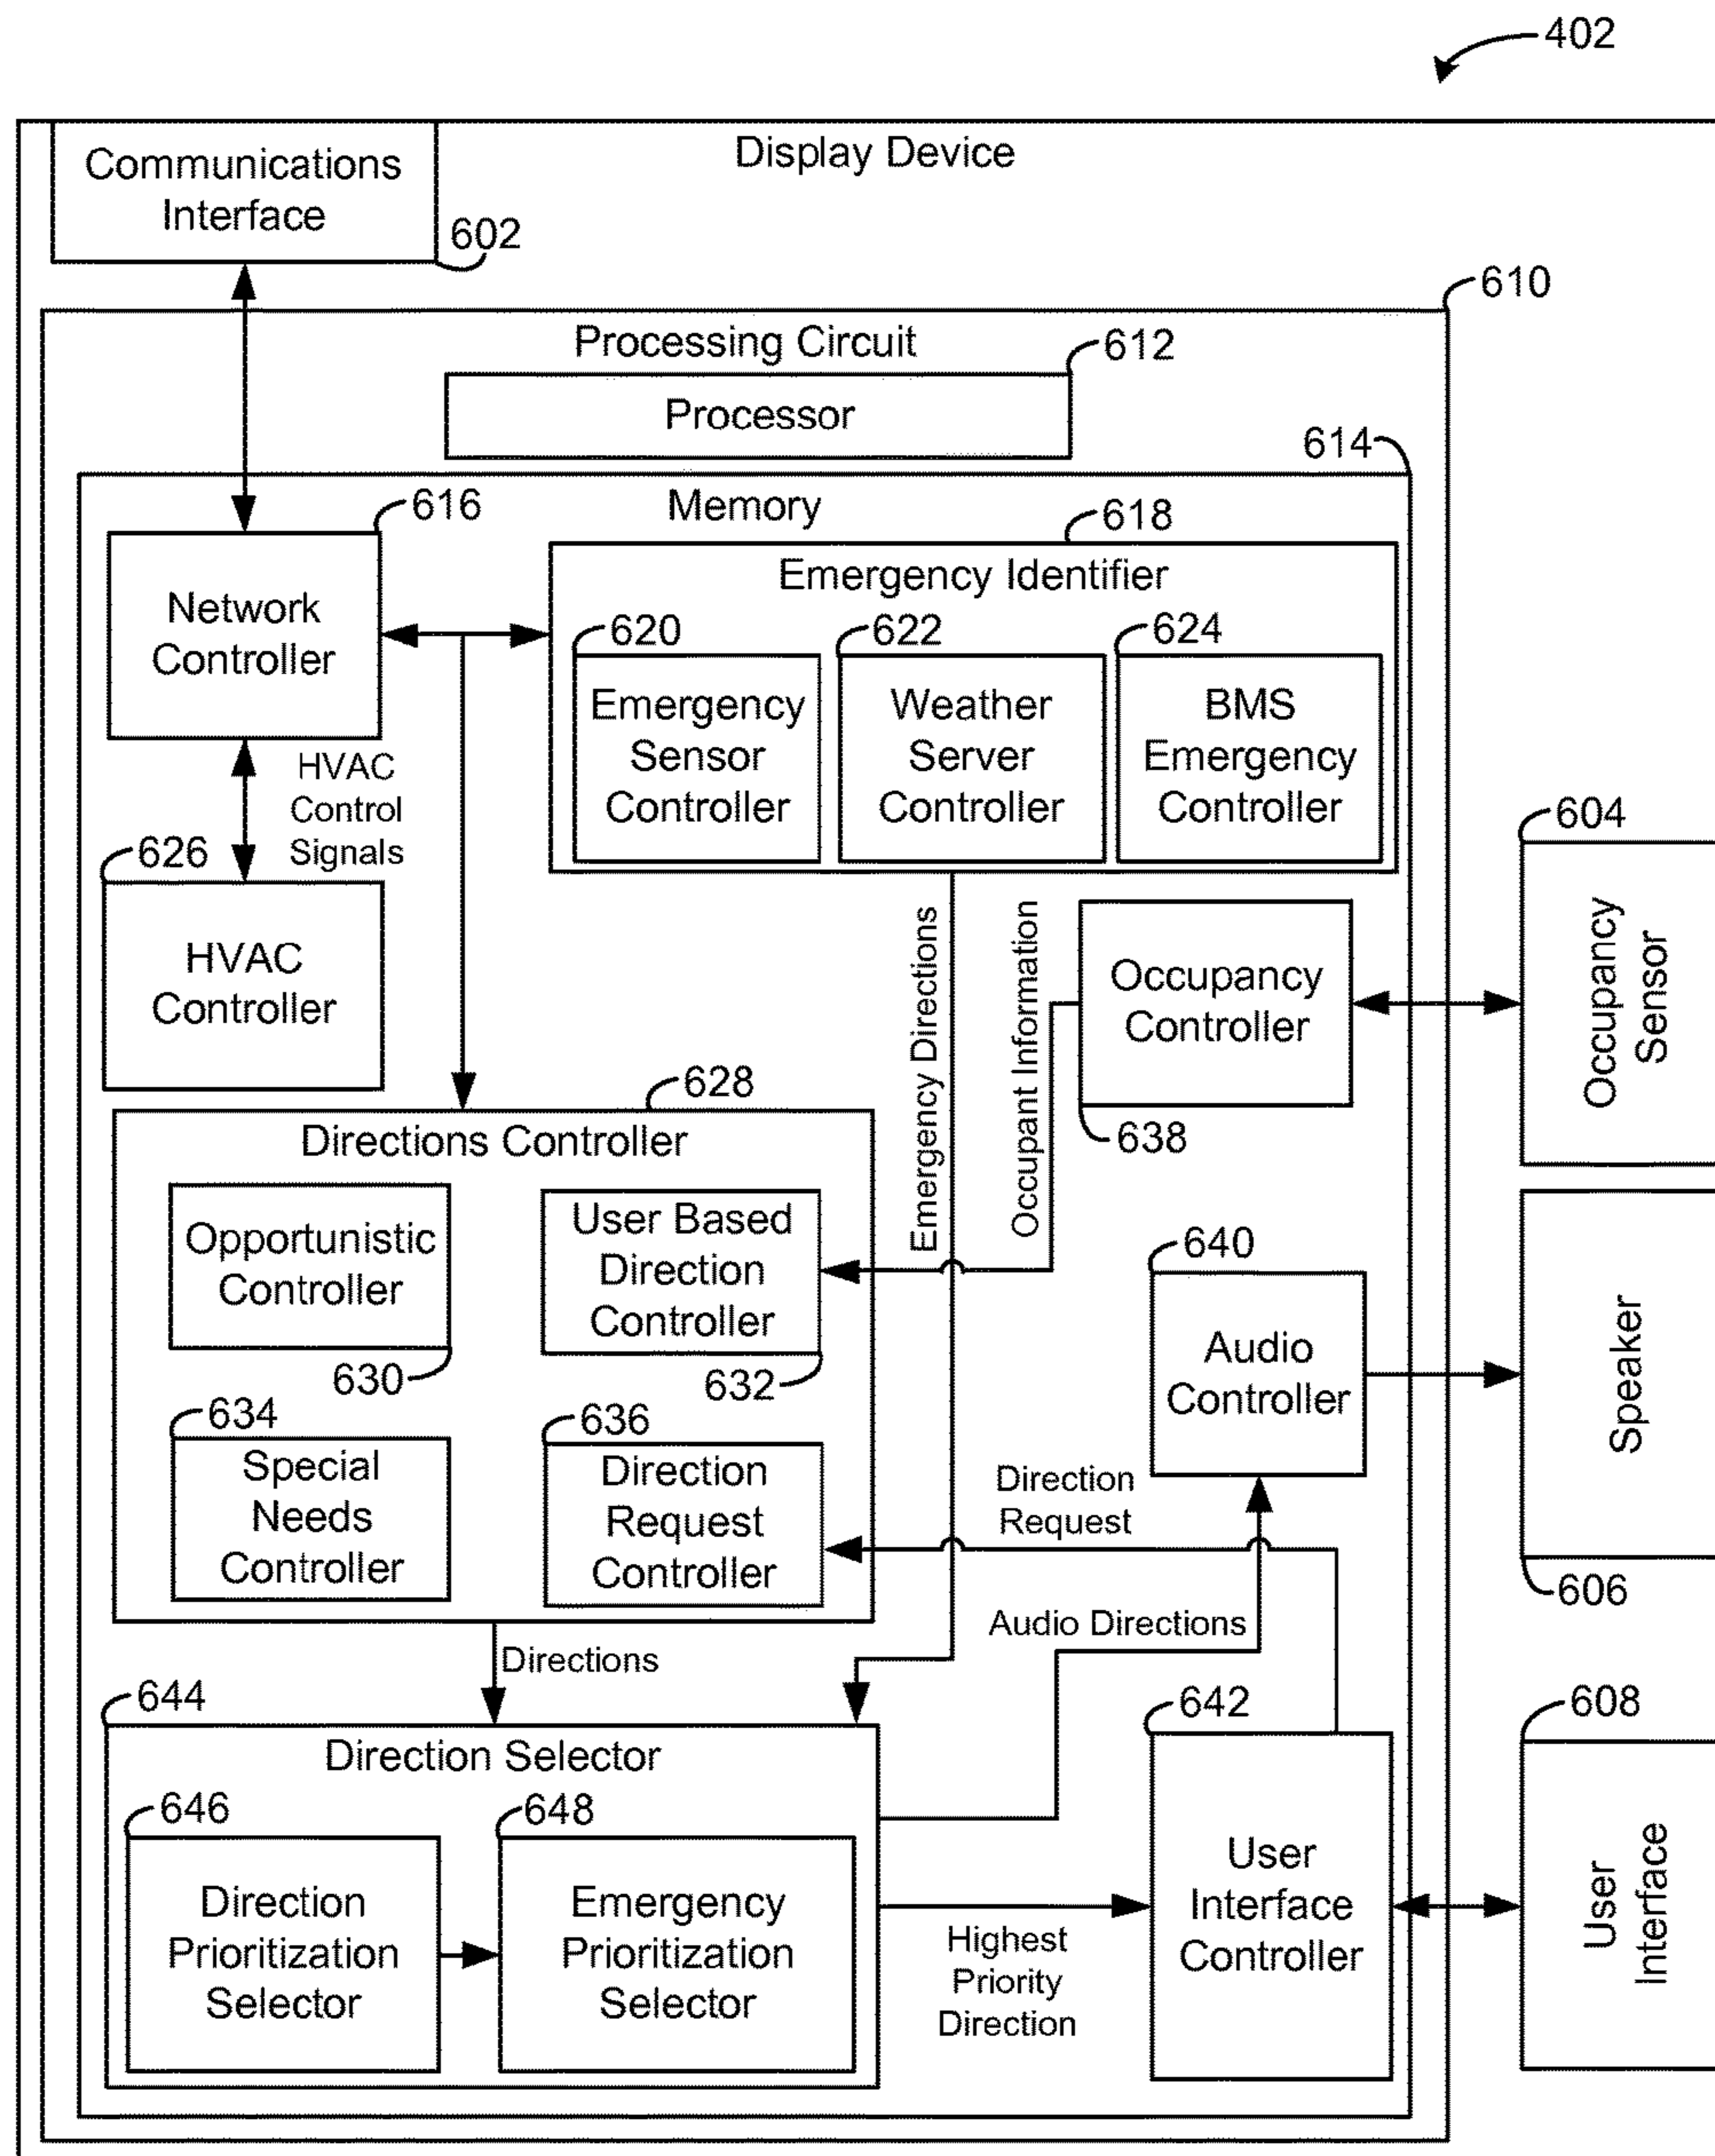 402
Display Device
Communications
Interface
602
610
Processing Circuit
612
Processor
614
Memory
616
Network
Controller
618
Emergency Identifier
620
Emergency
Sensor
Controller
622
Weather
Server
Controller
624
BMS
Emergency
Controller
HVAC
Control
Signals
626
HVAC
Controller
Emergency Directions
Occupant Information
Occupancy
Controller
638
604
Occupancy
Sensor
628
Directions Controller
Opportunistic
Controller
630
User Based
Direction
Controller
632
634
Special
Needs
Controller
636
Direction
Request
Controller
640
Audio
Controller
Speaker
606
Direction
Request
Audio Directions
Directions
644
Direction Selector
646
Direction
Prioritization
Selector
648
Emergency
Prioritization
Selector
Highest
Priority
Direction
642
User
Interface
Controller
608
User
Interface